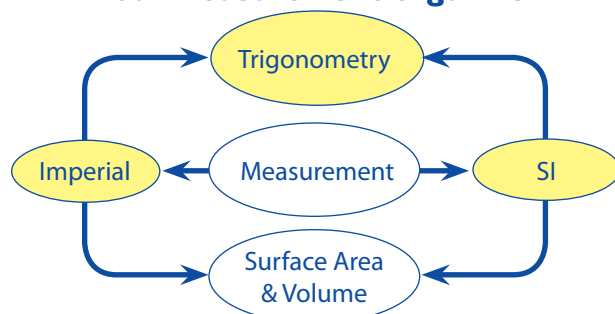 Trigonometry
Imperial
Measurement
SI
Surface Area
& Volume